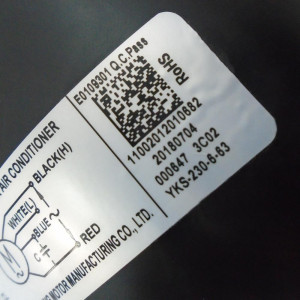 E0109301 Q.C.Pass
RoHS
11002012010682
20180704
000647 3C02
YKS-230-6-63
AIR CONDITIONER
BLACK(H)
WHITE(L)
BLUE
C
M
RED
MOTOR MANUFACTURING CO., LTD.